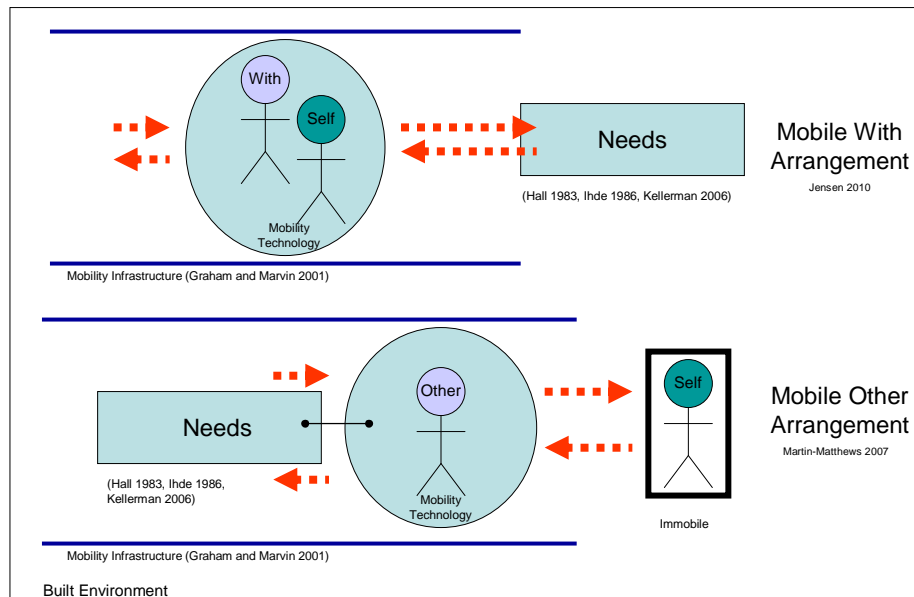 With
Self
Mobility
Technology
Needs
(Hall 1983, Ihde 1986, Kellerman 2006)
Mobile With
Arrangement
Jensen 2010
Mobility Infrastructure (Graham and Marvin 2001)
Needs
(Hall 1983, Ihde 1986,
Kellerman 2006)
Other
Mobility
Technology
Self
Immobile
Mobile Other
Arrangement
Martin-Matthews 2007
Mobility Infrastructure (Graham and Marvin 2001)
Built Environment